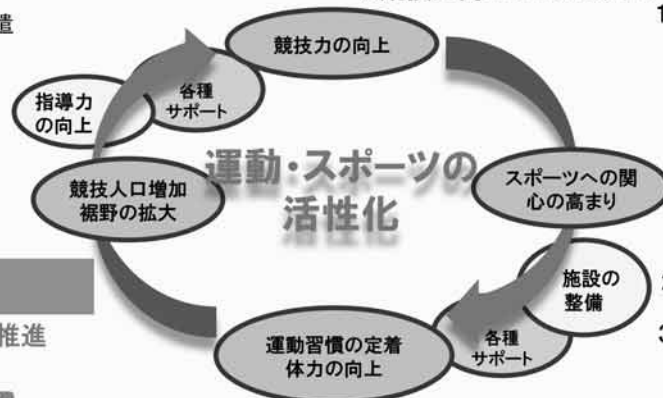 遣
1
競技力の向上
指導力
の向上
各種
サポート
運動・スポーツの
活性化
競技人口増加
裾野の拡大
スポーツへの関
心の高まり
施設の
整備
各種
サポート
運動習慣の定着
体力の向上
推進
3